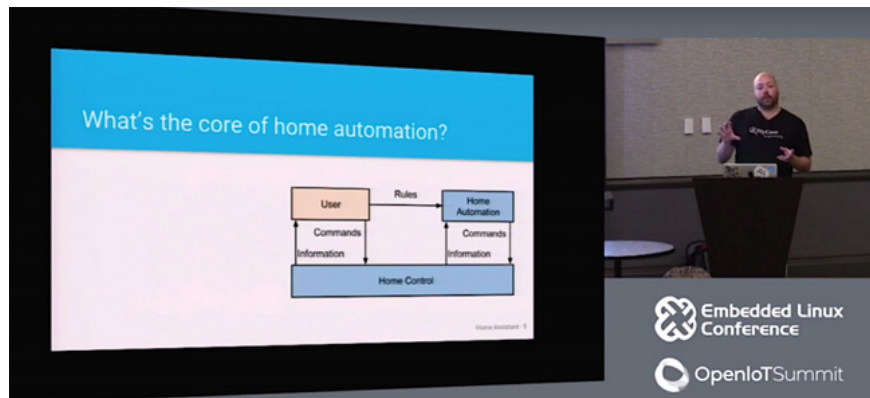 What's the core of home automation?
User
Rules
Home
Automation
Commands
Information
Commands
Information
Home Control
Home Assistant · 5
Embedded Linux
Conference
OpenIoTSummit